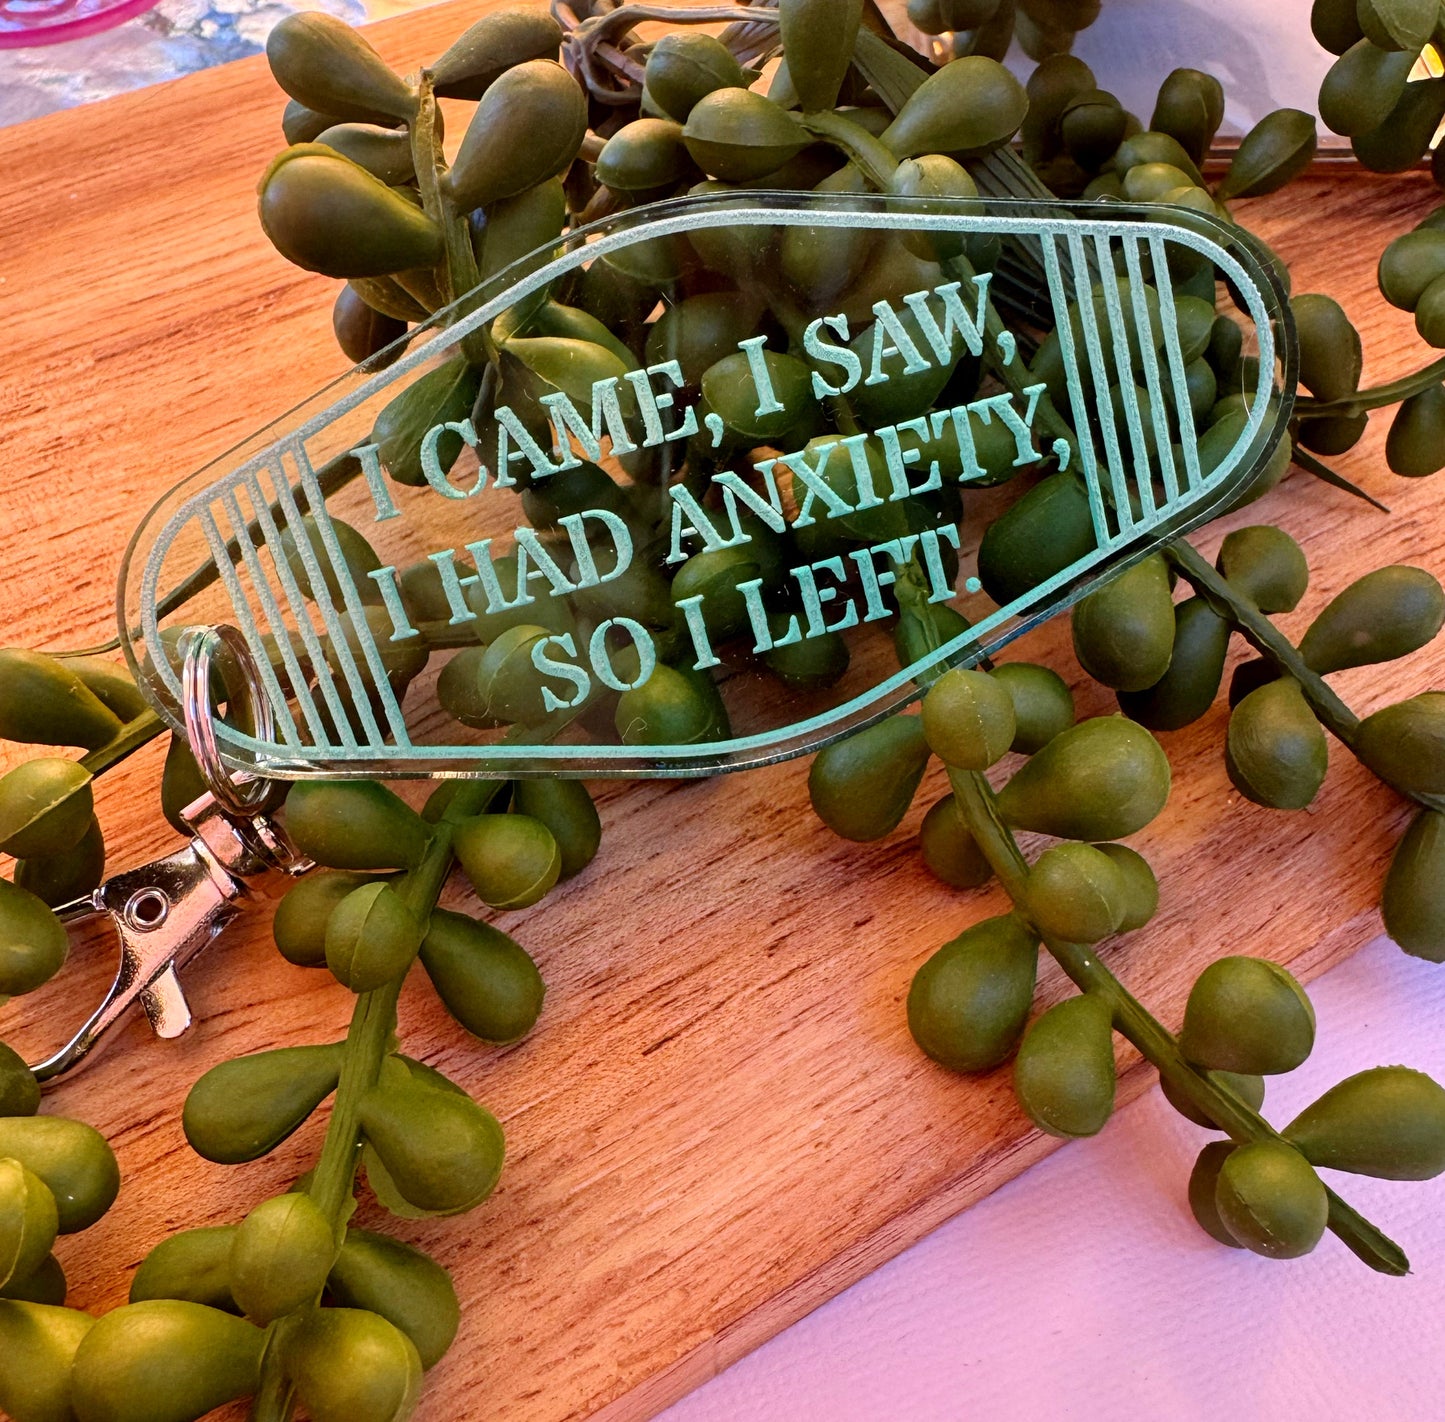 I CAME, I SAW,
I HAD ANXIETY,
SO I LEFT.